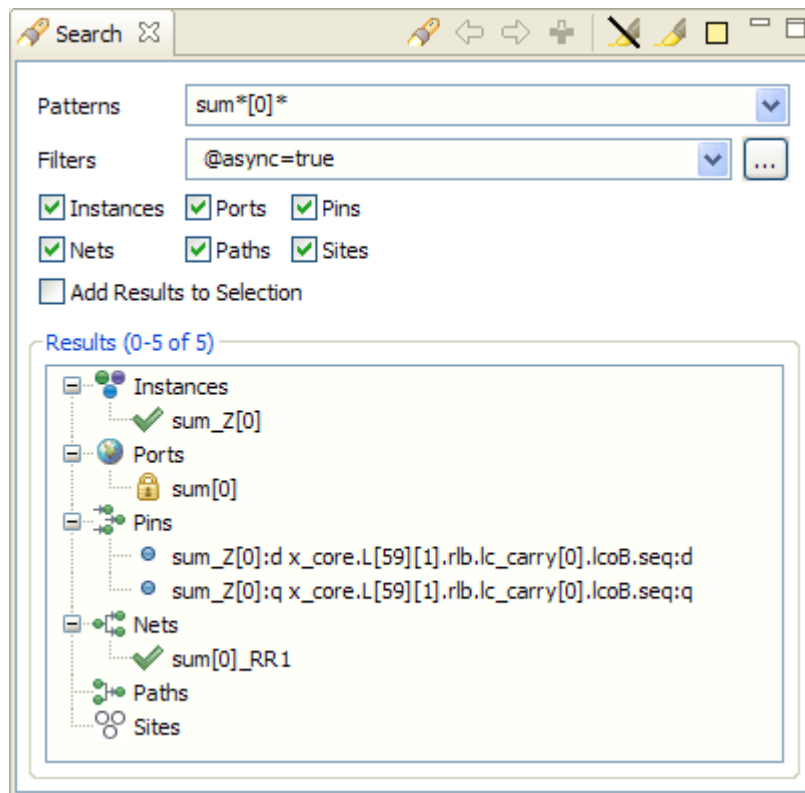 Search
Patterns sum*[0]*
Filters @async=true ...
Instances Ports Pins
Nets Paths Sites
Add Results to Selection
Results (0-5 of 5)
Instances
sum_Z[0]
Ports
sum[0]
Pins
sum_Z[0]:d x_core.L[59][1].rlb.lc_carry[0].lcoB.seq:d
sum_Z[0]:q x_core.L[59][1].rlb.lc_carry[0].lcoB.seq:q
Nets
sum[0]_RR1
Paths
Sites